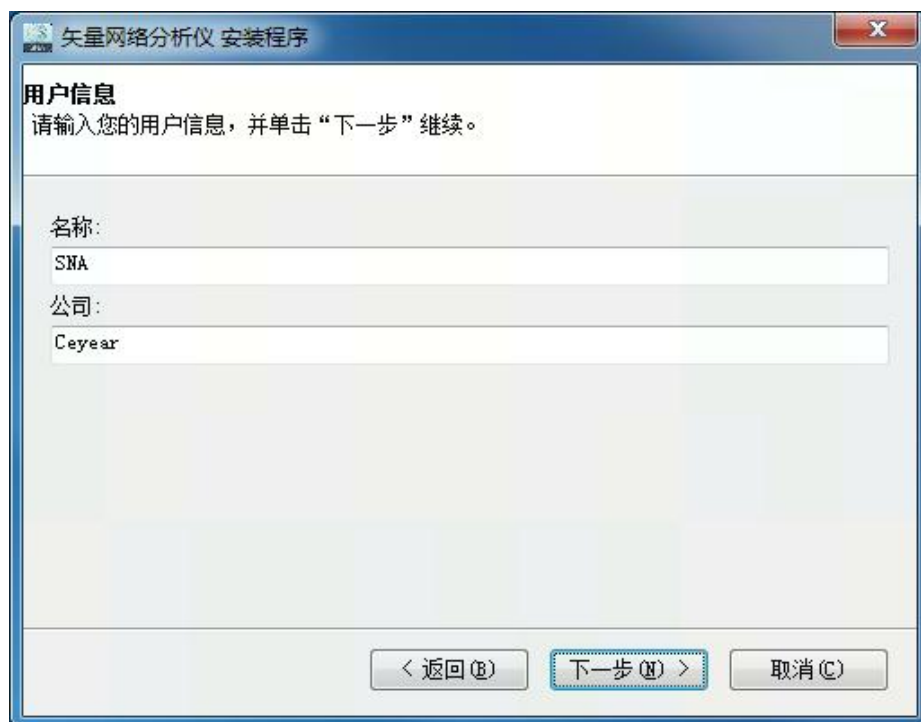 矢量网络分析仪 安装程序
用户信息
请输入您的用户信息，并单击“下一步”继续。
名称:
SNA
公司:
Ceyear
< 返回(B)
下一步(N) >
取消(C)